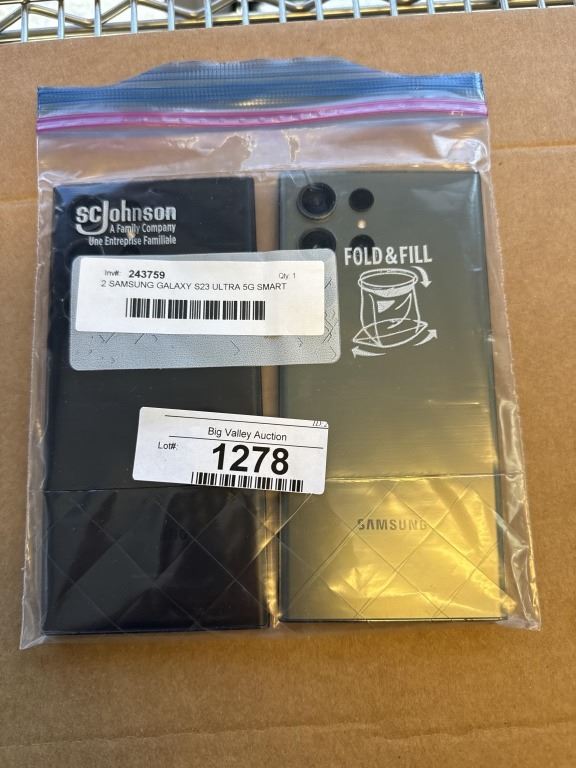 scJohnson
A Family Company
Une Entreprise Familiale
FOLD & FILL
Inv#: 243759 Qty. 1
2 SAMSUNG GALAXY S23 ULTRA 5G SMART
Big Valley Auction
Lot#: 1278
SAMSUNG